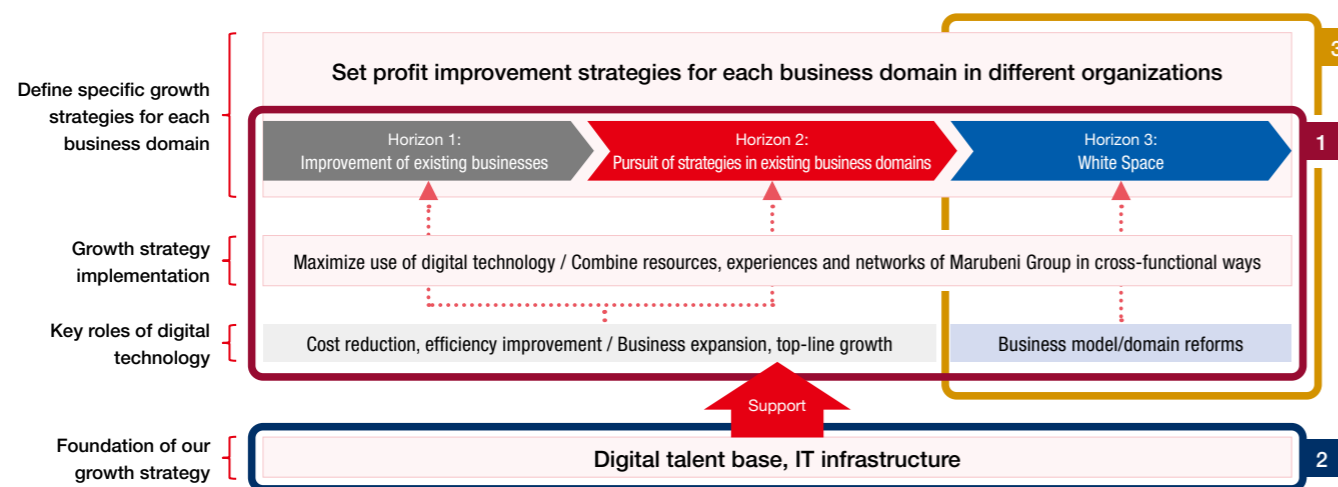 3
Set profit improvement strategies for each business domain in different organizations
Define specific growth
strategies for each
business domain
1
Horizon 1:
Improvement of existing businesses
Horizon 2:
Pursuit of strategies in existing business domains
Horizon 3:
White Space
Growth strategy
implementation
Maximize use of digital technology / Combine resources, experiences and networks of Marubeni Group in cross-functional ways
Key roles of digital
technology
Cost reduction, efficiency improvement / Business expansion, top-line growth
Business model/domain reforms
Support
Foundation of our
growth strategy
Digital talent base, IT infrastructure
2